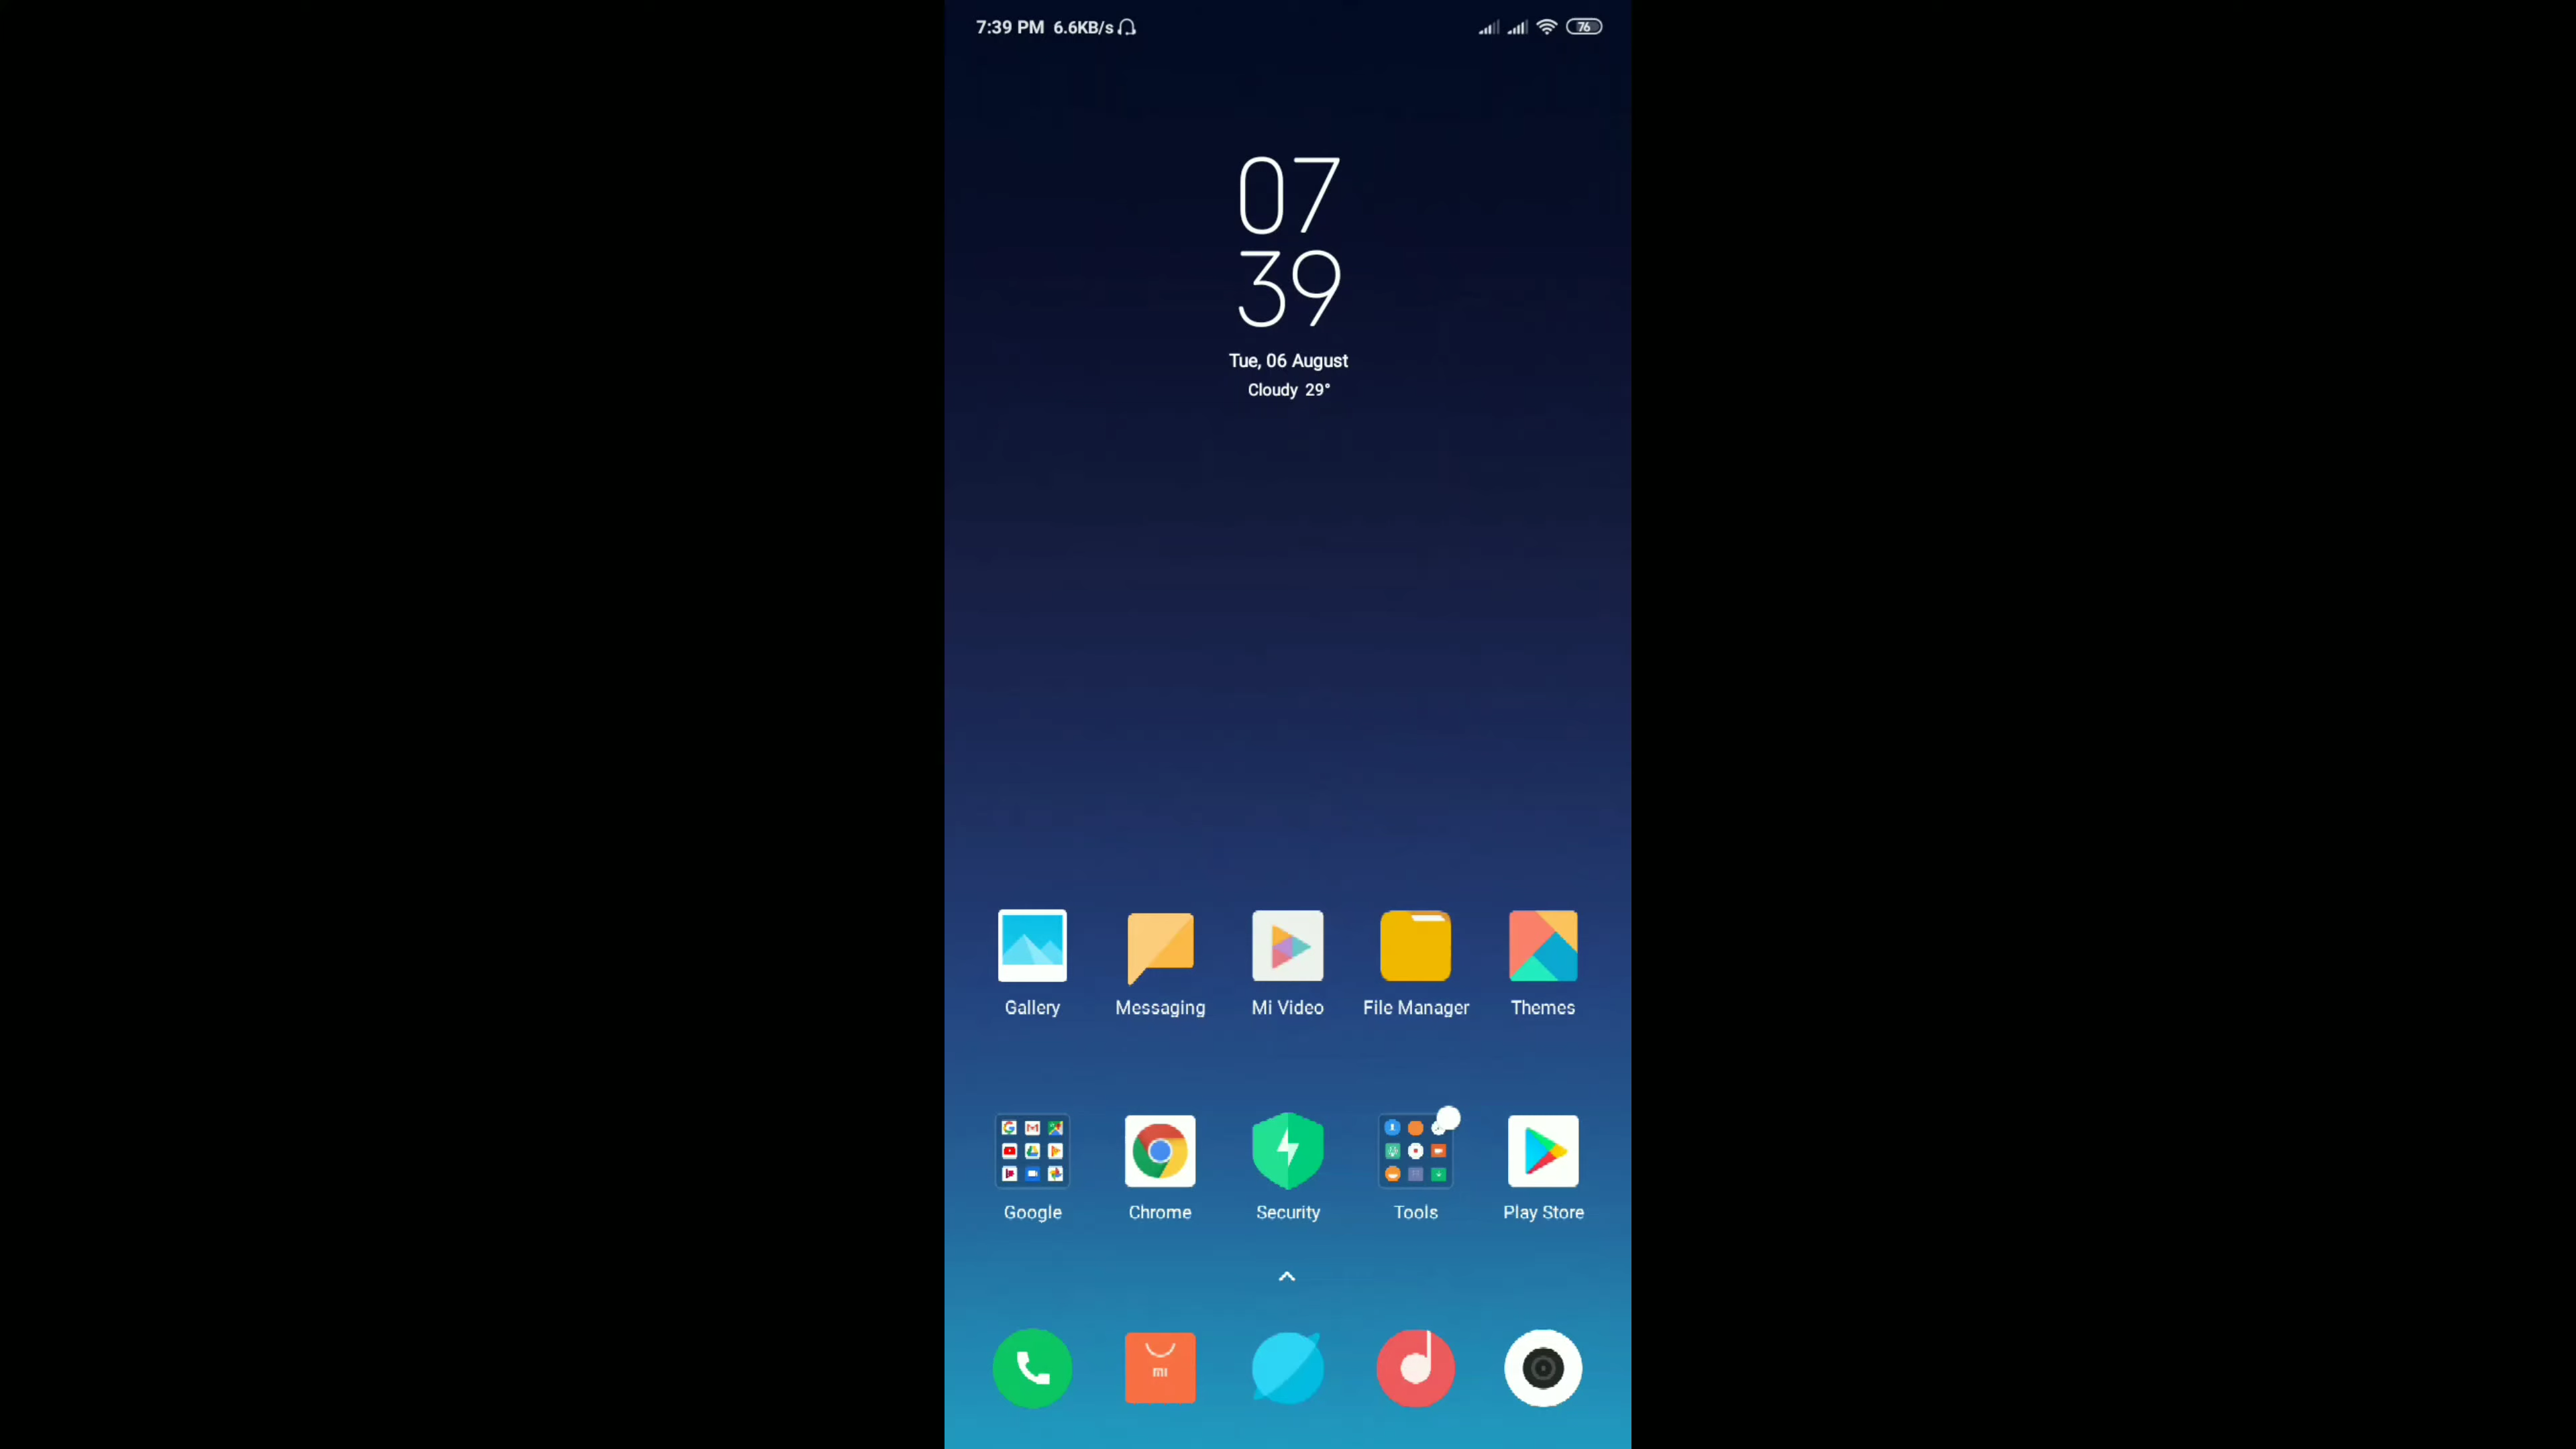 7:39 PM 6.6KB/s 76
07
39
Tue, 06 August
Cloudy 29°
Gallery Messaging Mi Video File Manager Themes
Google Chrome Security Tools Play Store
mi